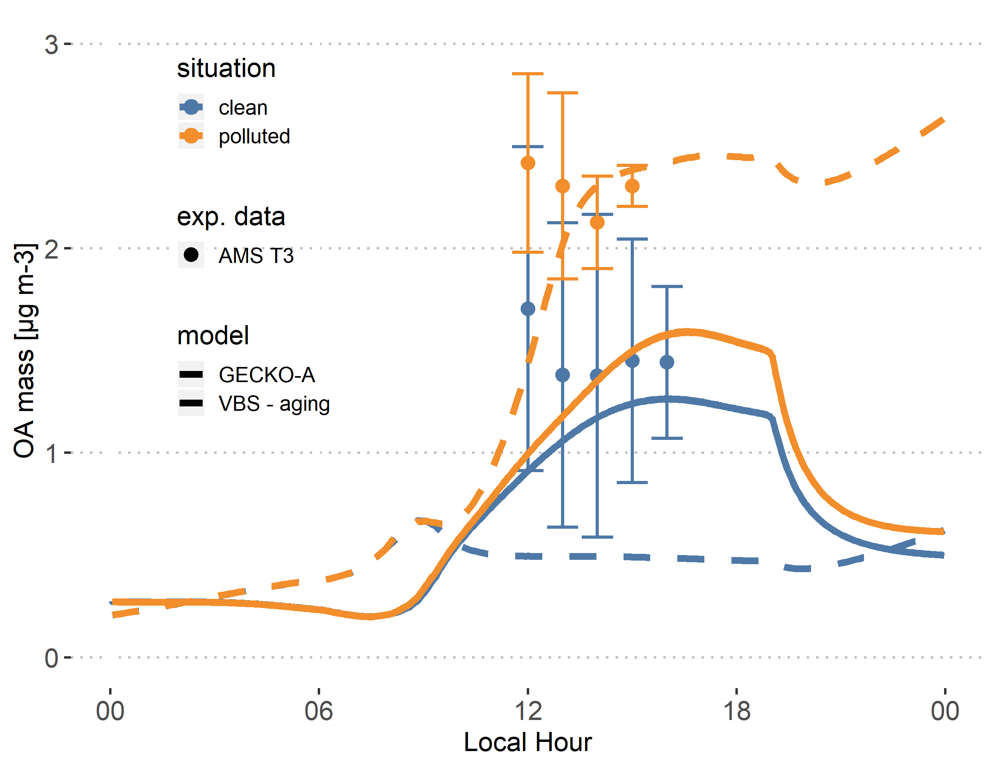 3
situation
clean
polluted
exp. data
AMS T3
2
model
GECKO-A
VBS - aging
OA mass [µg m-3]
1
0
00 06 12 18 00
Local Hour